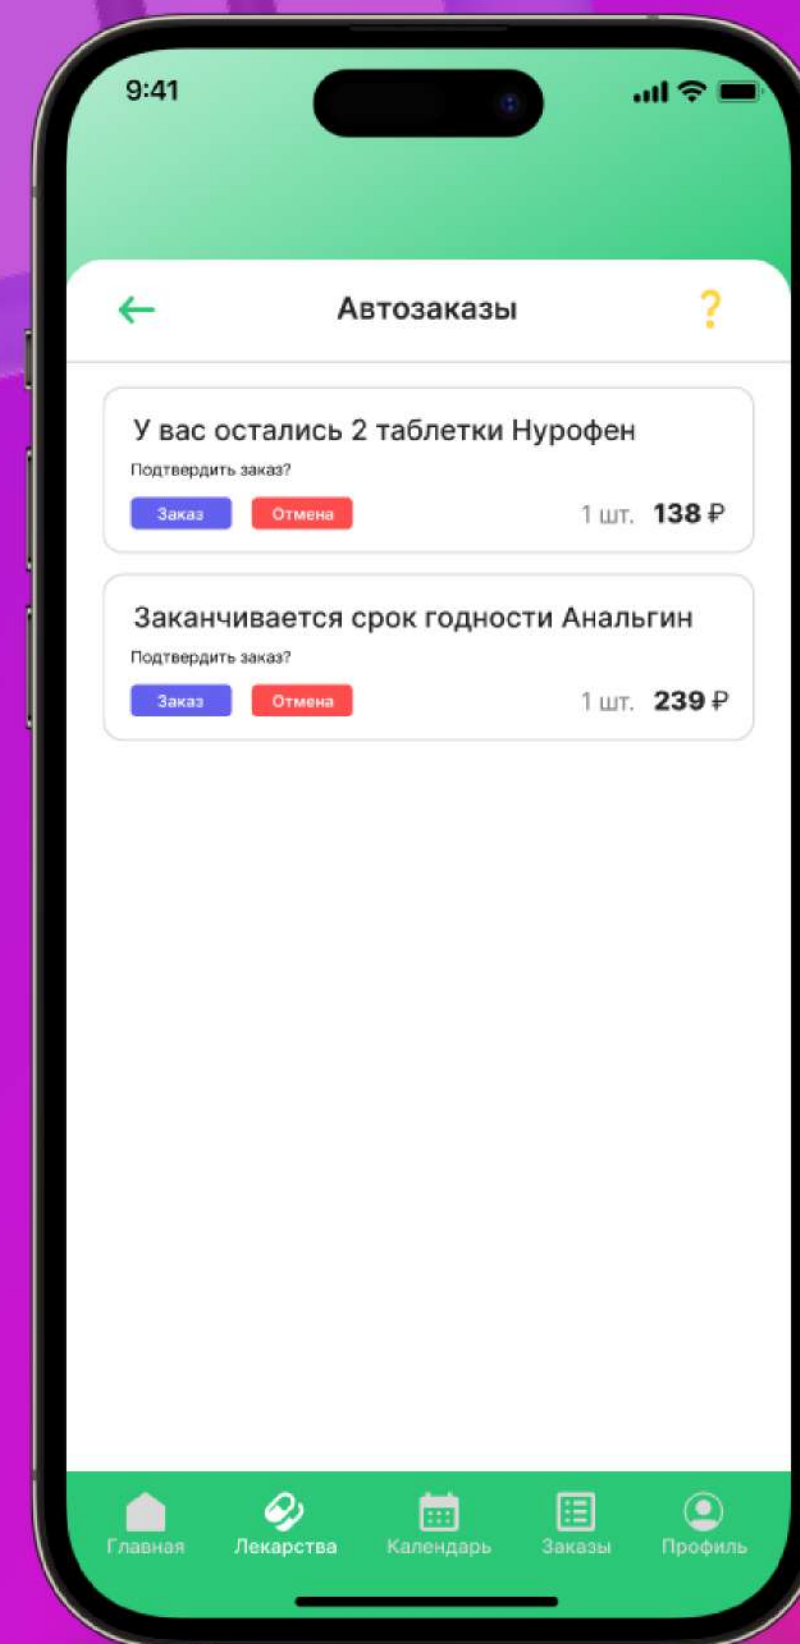 9:41
Автозаказы
?
У вас остались 2 таблетки Нурофен
Подтвердить заказ?
Заказ Отмена 1 шт. 138 ₽
Заканчивается срок годности Анальгин
Подтвердить заказ?
Заказ Отмена 1 шт. 239 ₽
Главная Лекарства Календарь Заказы Профиль